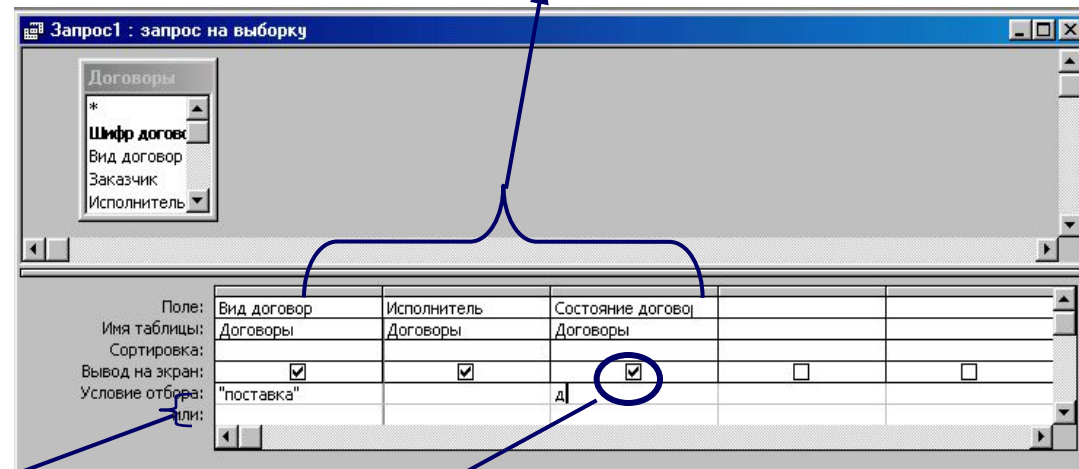 Запрос1 : запрос на выборку
Договоры
*
Шифр догово
Вид договор
Заказчик
Исполнитель
Поле: Вид договор Исполнитель Состояние договор
Имя таблицы: Договоры Договоры Договоры
Сортировка:
Вывод на экран:
Условие отбора: "поставка" д
или: